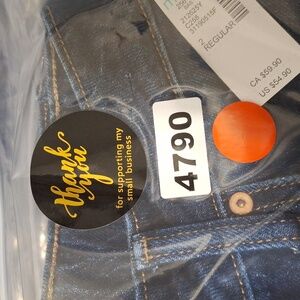 thank
you
for supporting my
small business
4790
REGULAR
CA $59.90
US $54.90